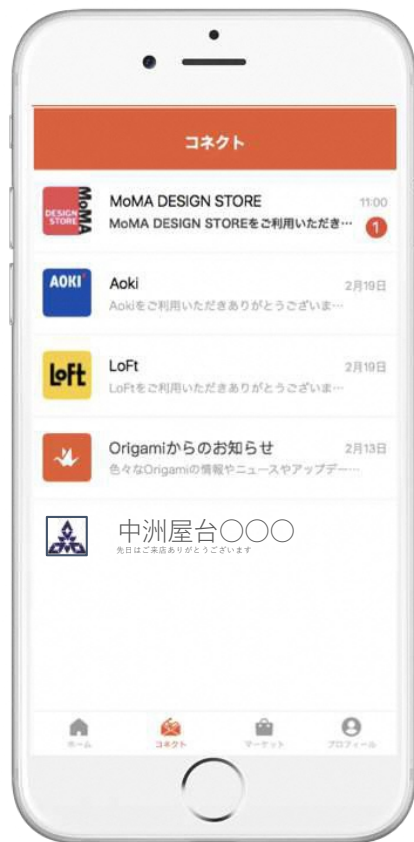 コネクト
DESIGN STORE MoMA
MoMA DESIGN STORE 11:00
MoMA DESIGN STOREをご利用いただき… 1
AOKI
Aoki 2月19日
Aokiをご利用いただきありがとうございま…
LoFt
LoFt 2月19日
LoFtをご利用いただきありがとうございま…
Origamiからのお知らせ 2月13日
色々なOrigamiの情報やニュースやアップデー…
中洲屋台〇〇〇
先日はご来店ありがとうございます
ホーム コネクト マーケット プロフィール